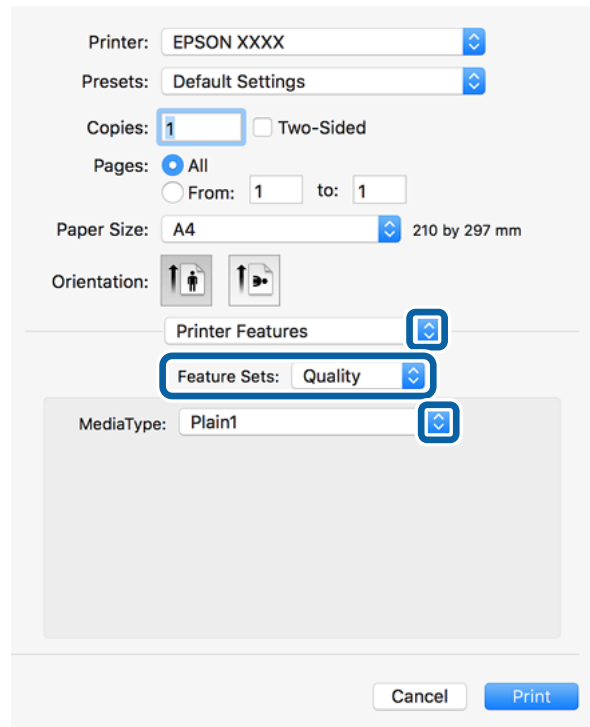 Printer: EPSON XXXX
Presets: Default Settings
Copies: 1 Two-Sided
Pages: All
From: 1 to: 1
Paper Size: A4 210 by 297 mm
Orientation:
Printer Features
Feature Sets: Quality
MediaType: Plain1
Cancel Print